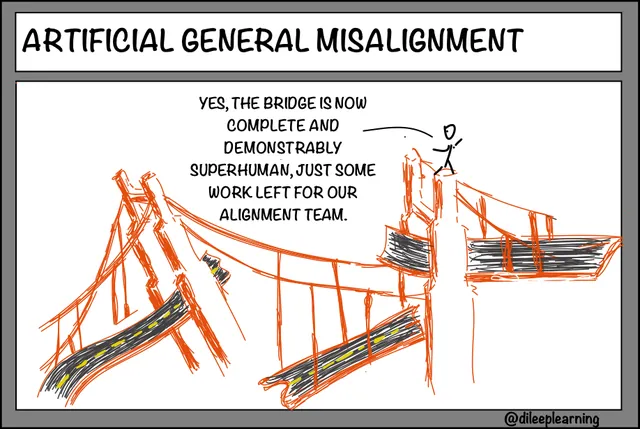 ARTIFICIAL GENERAL MISALIGNMENT
YES, THE BRIDGE IS NOW
COMPLETE AND
DEMONSTRABLY
SUPERHUMAN, JUST SOME
WORK LEFT FOR OUR
ALIGNMENT TEAM.
@dileeplearning